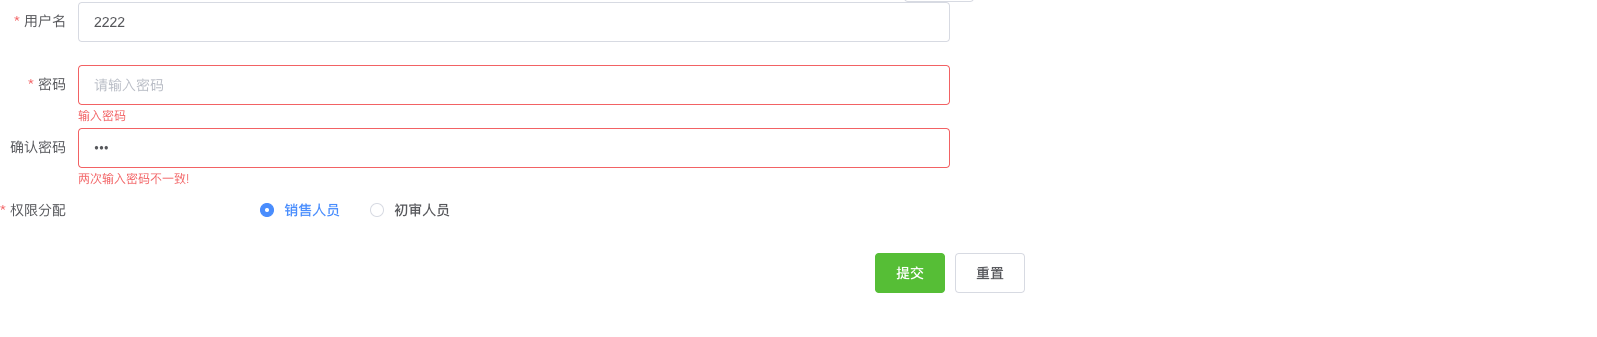 * 用户名 2222
* 密码 请输入密码
输入密码
确认密码 •••
两次输入密码不一致!
* 权限分配 销售人员 初审人员
提交 重置